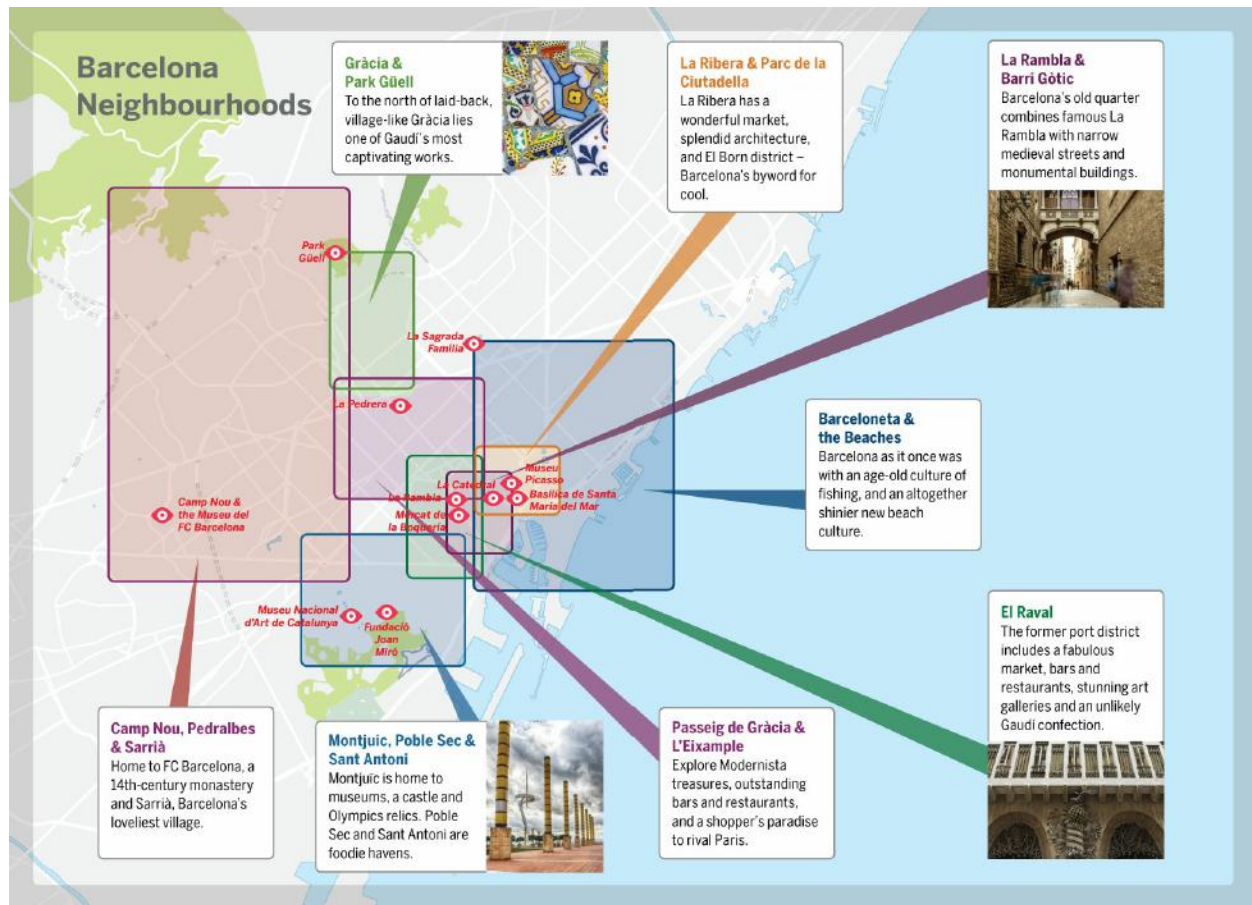 Barcelona
Neighbourhoods
Gràcia &
Park Güell
To the north of laid-back,
village-like Gràcia lies
one of Gaudí's most
captivating works.
La Ribera & Parc de la
Ciutadella
La Ribera has a
wonderful market,
splendid architecture,
and El Born district –
Barcelona's byword for
cool.
La Rambla &
Barri Gòtic
Barcelona's old quarter
combines famous La
Rambla with narrow
medieval streets and
monumental buildings.
Park
Güell
La Sagrada
Família
La Pedrera
La Catedral
Museu
Picasso
La Rambla
Basílica de Santa
Maria del Mar
Mercat de
la Boqueria
Camp Nou &
the Museu del
FC Barcelona
Museu Nacional
d'Art de Catalunya
Fundació
Joan
Miró
Barceloneta &
the Beaches
Barcelona as it once was
with an age-old culture of
fishing, and an altogether
shinier new beach
culture.
El Raval
The former port district
includes a fabulous
market, bars and
restaurants, stunning art
galleries and an unlikely
Gaudí confection.
Camp Nou, Pedralbes
& Sarrià
Home to FC Barcelona, a
14th-century monastery
and Sarrià, Barcelona's
loveliest village.
Montjuïc, Poble Sec &
Sant Antoni
Montjuïc is home to
museums, a castle and
Olympics relics. Poble
Sec and Sant Antoni are
foodie havens.
Passeig de Gràcia &
L'Eixample
Explore Modernista
treasures, outstanding
bars and restaurants,
and a shopper's paradise
to rival Paris.